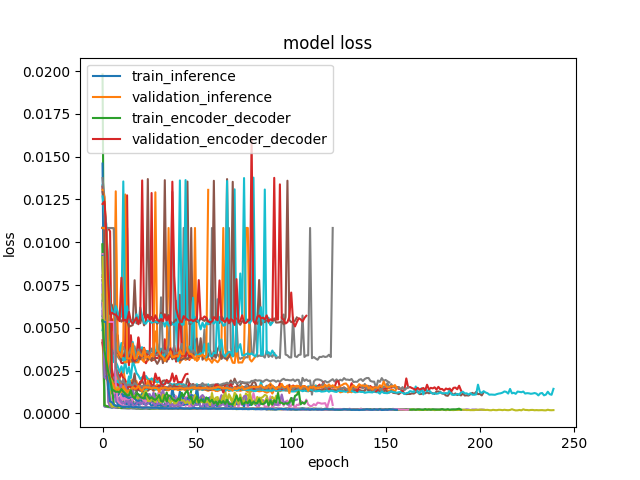 model loss
train_inference
validation_inference
train_encoder_decoder
validation_encoder_decoder
loss
0.0200
0.0175
0.0150
0.0125
0.0100
0.0075
0.0050
0.0025
0.0000
0 50 100 150 200 250
epoch